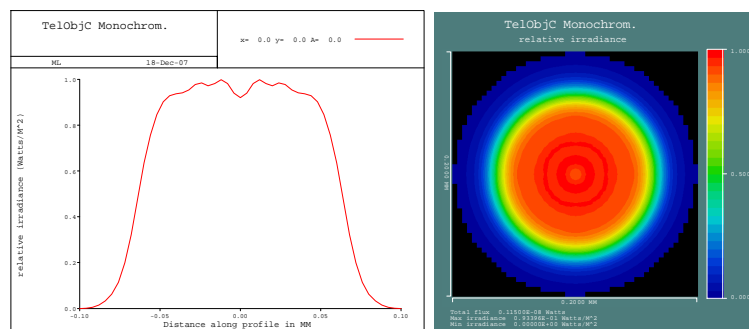 TelObjC Monochrom.
x= 0.0 y= 0.0 A= 0.0
ML 18-Dec-07
relative irradiance (Watts/M^2)
1.0
0.8
0.6
0.4
0.2
0.0
-0.10 -0.05 0.00 0.05 0.10
Distance along profile in MM
TelObjC Monochrom.
relative irradiance
1.000
0.500
0.000
0.2000 MM
Total flux 0.11500E-08 Watts
Max irradiance 0.93396E-01 Watts/M^2
Min irradiance 0.00000E+00 Watts/M^2